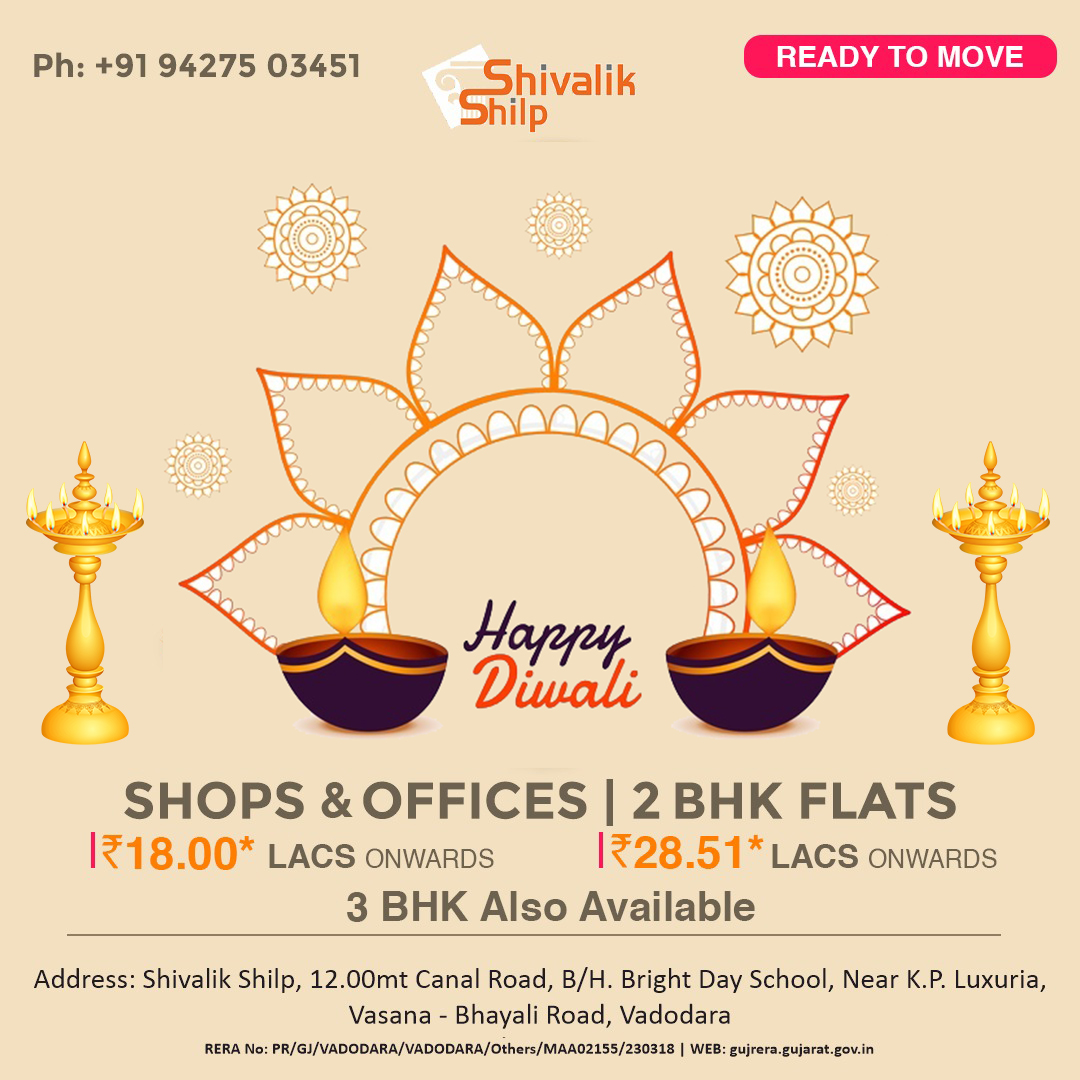 Ph: +91 94275 03451
Shivalik
Shilp
READY TO MOVE
Happy
Diwali
SHOPS & OFFICES | 2 BHK FLATS
₹18.00* LACS ONWARDS
₹28.51* LACS ONWARDS
3 BHK Also Available
Address: Shivalik Shilp, 12.00mt Canal Road, B/H. Bright Day School, Near K.P. Luxuria,
Vasana - Bhayali Road, Vadodara
RERA No: PR/GJ/VADODARA/VADODARA/Others/MAA02155/230318 | WEB: gujrera.gujarat.gov.in